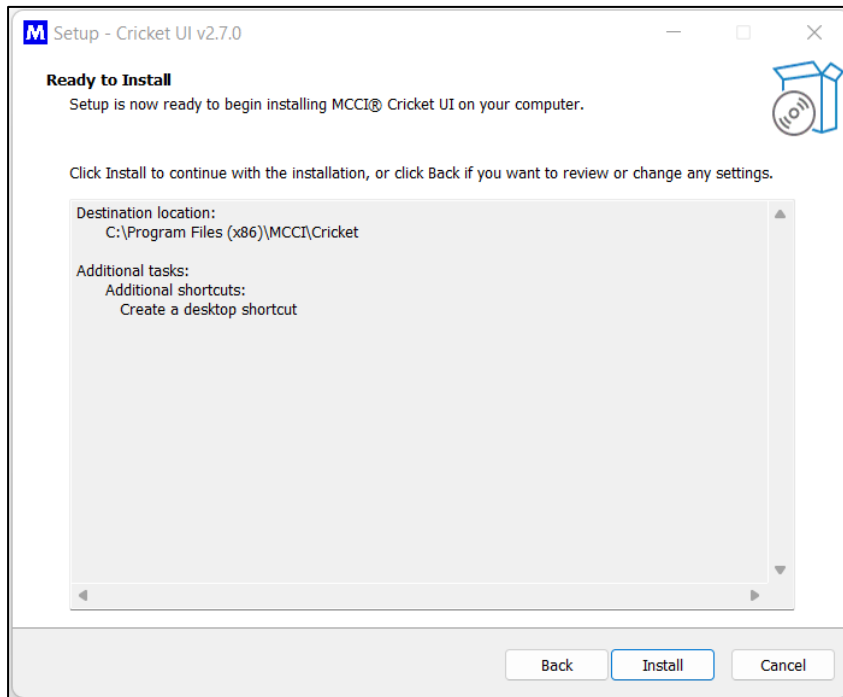 M Setup - Cricket UI v2.7.0
Ready to Install
Setup is now ready to begin installing MCCI® Cricket UI on your computer.
Click Install to continue with the installation, or click Back if you want to review or change any settings.
Destination location:
C:\Program Files (x86)\MCCI\Cricket
Additional tasks:
Additional shortcuts:
Create a desktop shortcut
Back Install Cancel